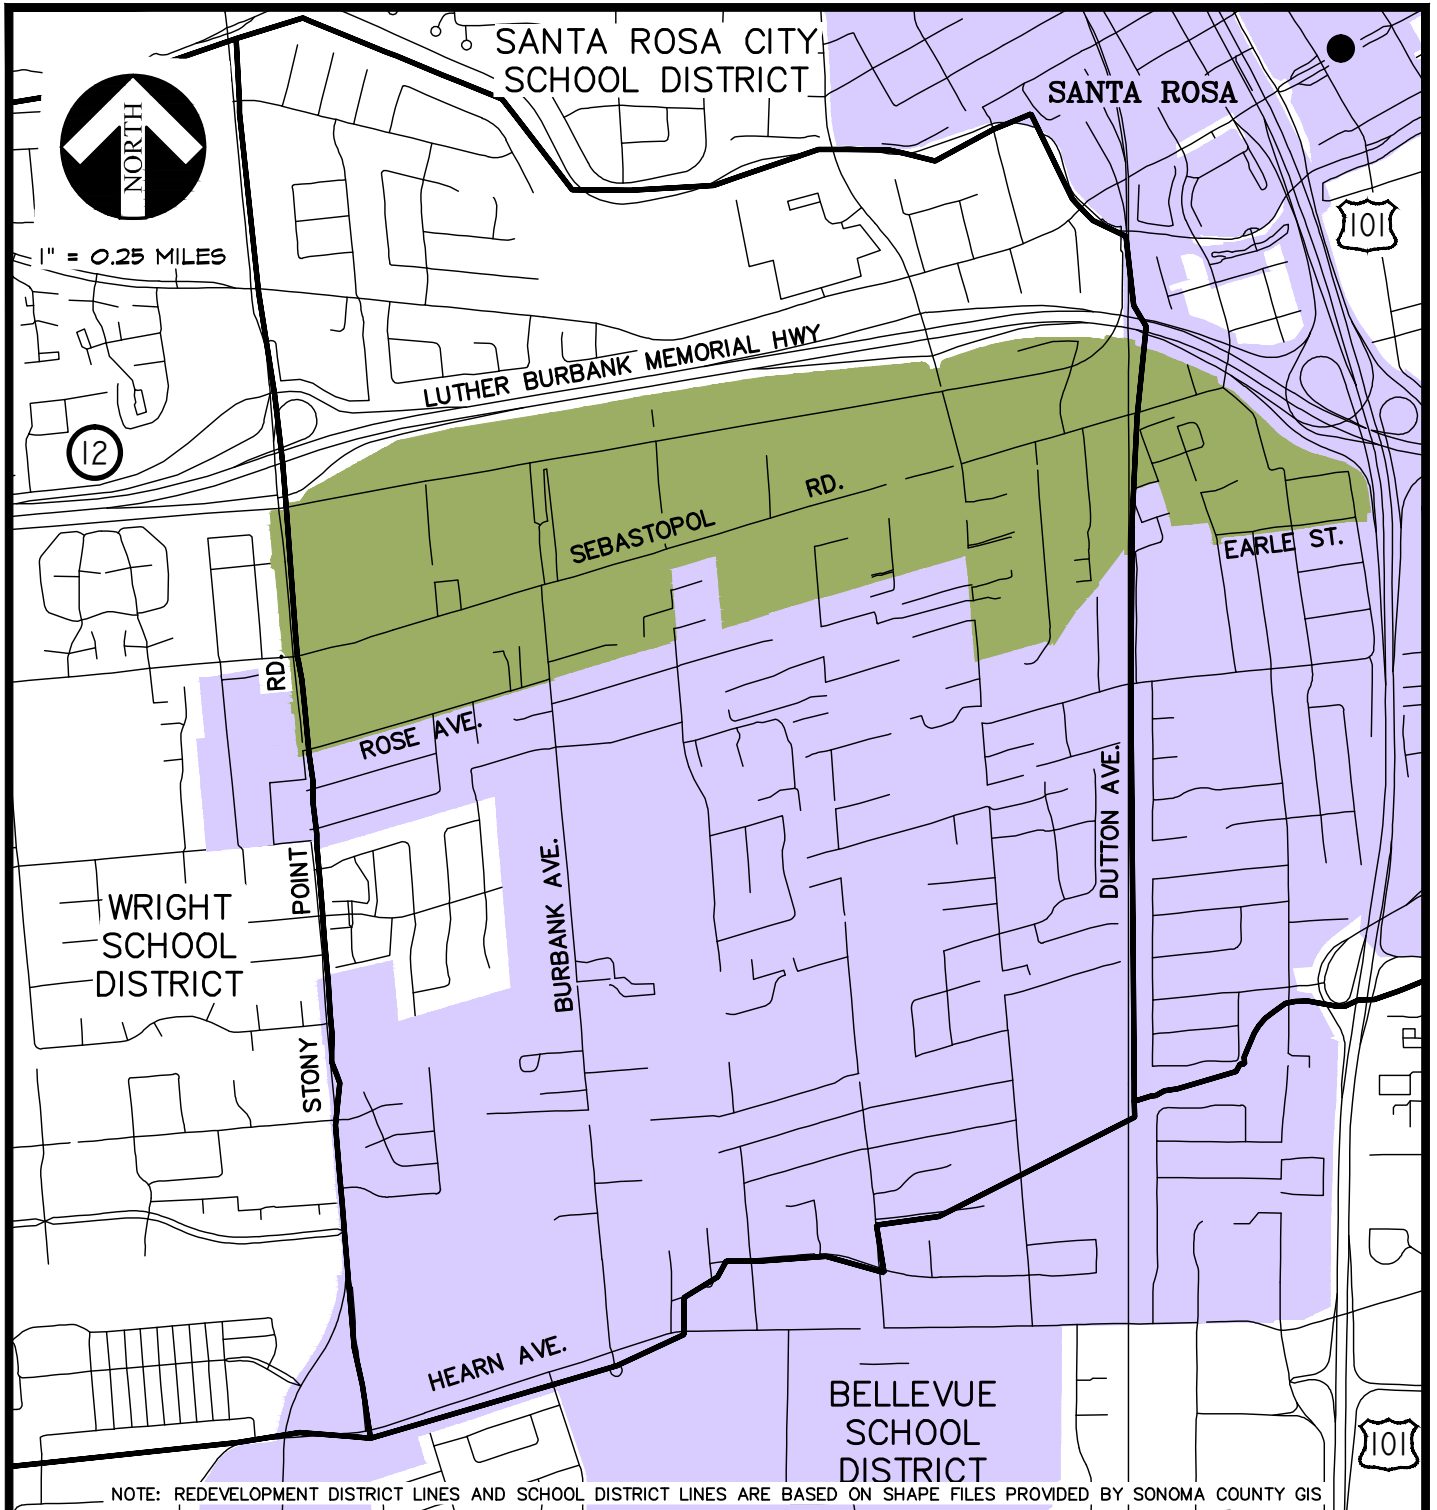 SANTA ROSA CITY
SCHOOL DISTRICT
SANTA ROSA
NORTH
101
1" = 0.25 MILES
LUTHER BURBANK MEMORIAL HWY
12
SEBASTOPOL RD.
EARLE ST.
RD.
ROSE AVE.
DUTTON AVE.
BURBANK AVE.
POINT
WRIGHT
SCHOOL
DISTRICT
STONY
HEARN AVE.
BELLEVUE
SCHOOL
DISTRICT
101
NOTE: REDEVELOPMENT DISTRICT LINES AND SCHOOL DISTRICT LINES ARE BASED ON SHAPE FILES PROVIDED BY SONOMA COUNTY GIS